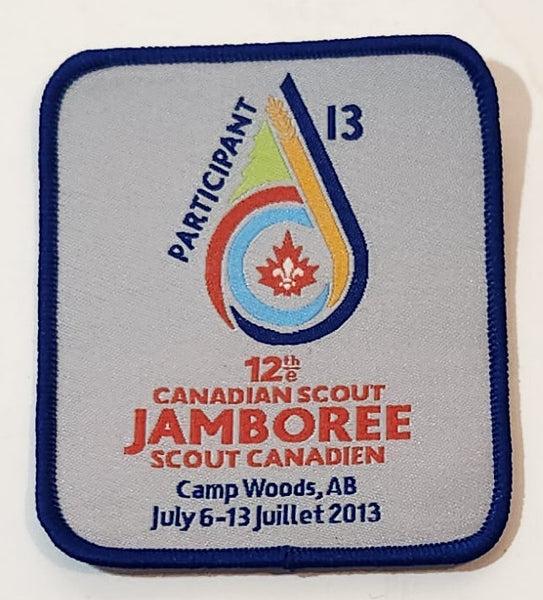 PARTICIPANT
13
12th/e
CANADIAN SCOUT
JAMBOREE
SCOUT CANADIEN
Camp Woods, AB
July 6-13 Juillet 2013